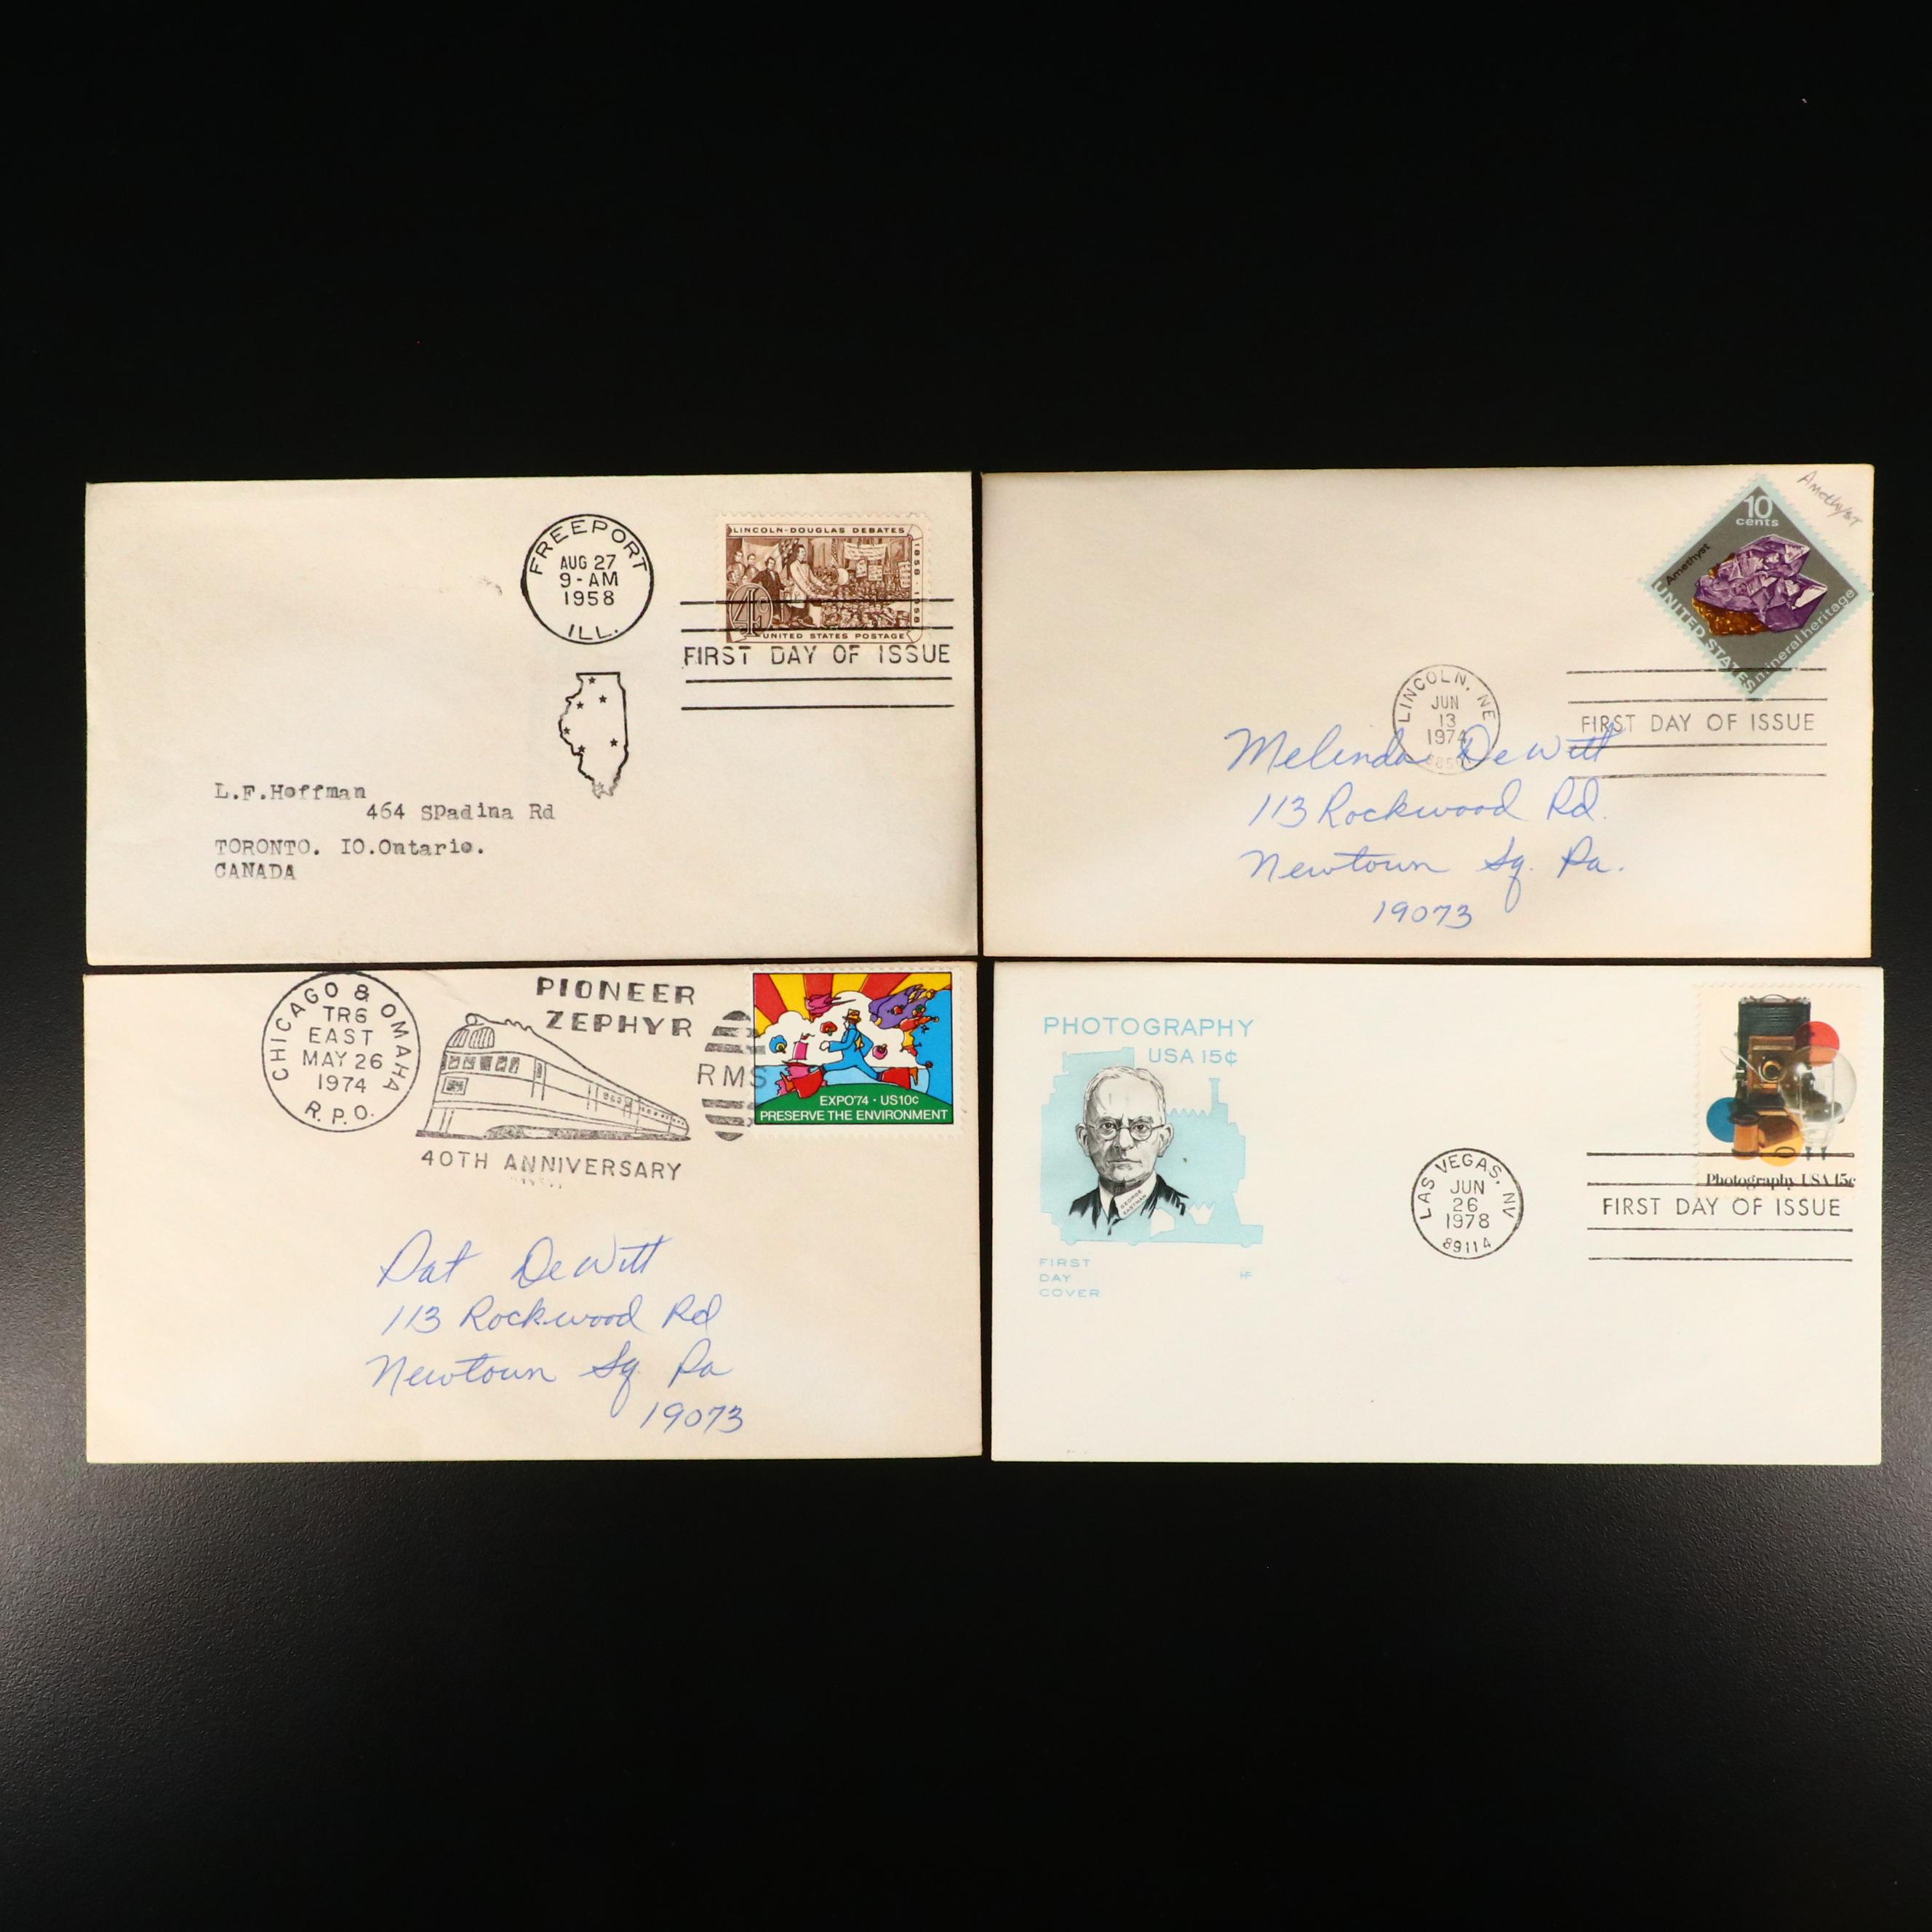 FREEPORT
AUG 27
9-AM
1958
ILL.
LINCOLN-DOUGLAS DEBATES
1858-1958
4¢
UNITED STATES POSTAGE
FIRST DAY OF ISSUE
L.F.Hoffman
464 SPadina Rd
TORONTO. IO.Ontario.
CANADA
Amethyst
10
cents
Amethyst
UNITED STATES
mineral heritage
LINCOLN, NE
JUN
13
1974
FIRST DAY OF ISSUE
Melinda DeWitt
113 Rockwood Rd.
Newtown Sq. Pa.
19073
CHICAGO & OMAHA
TR6
EAST
MAY 26
1974
R.P.O.
PIONEER
ZEPHYR
RMS
40TH ANNIVERSARY
EXPO'74 · US10c
PRESERVE THE ENVIRONMENT
Pat DeWitt
113 Rockwood Rd
Newtown Sq. Pa
19073
PHOTOGRAPHY
USA 15¢
GEORGE
EASTMAN
FIRST
DAY
COVER
HF
LAS VEGAS, NV
JUN
26
1978
89114
Photography USA 15c
FIRST DAY OF ISSUE